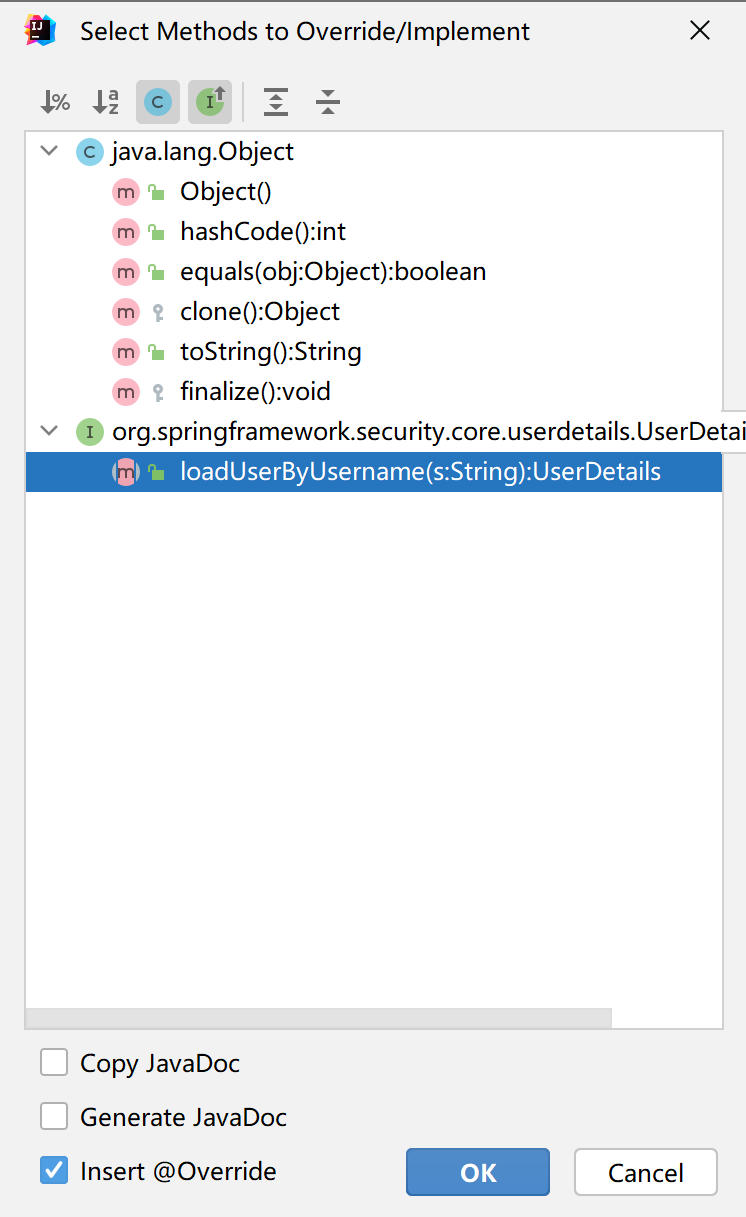 Select Methods to Override/Implement
java.lang.Object
Object()
hashCode():int
equals(obj:Object):boolean
clone():Object
toString():String
finalize():void
org.springframework.security.core.userdetails.UserDetai
loadUserByUsername(s:String):UserDetails
Copy JavaDoc
Generate JavaDoc
Insert @Override
OK
Cancel